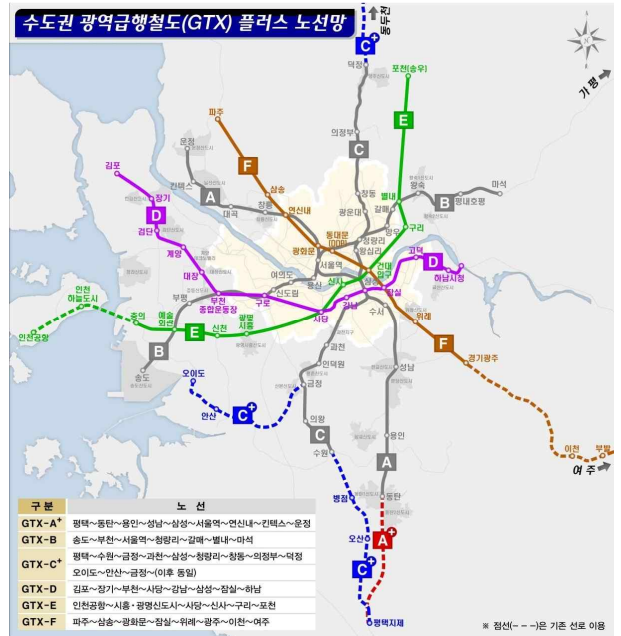 수도권 광역급행철도(GTX) 플러스 노선망
동두천
C+
덕정
포천(송우)
가평
파주
의정부
E
운정
C
김포
킨텍스
F
A
삼송
창릉
연신내
대곡
창동
광운대
별내
갈매
왕숙
B
평내호평
마석
장기
D
검단
계양
대장
광화문
동대문
(DDP)
청량리
망우
구리
왕십리
서울역
건대
입구
고덕
D
하남시청
여의도
용산
신사
삼성
잠실
인천
하늘도시
부평
부천
종합운동장
구로
신도림
강남
수서
위례
사당
인천공항
청의
예술
회관
E
신천
광명
시흥
과천
F
B
송도
오이도
인덕원
성남
경기광주
금정
안산
C+
의왕
C
수원
용인
A
이천
부발
여주
병점
동탄
오산
A+
C+
평택지제
구분 노선
GTX-A+ 평택~동탄~용인~성남~삼성~서울역~연신내~킨텍스~운정
GTX-B 송도~부천~서울역~청량리~갈매~별내~마석
GTX-C+ 평택~수원~금정~과천~삼성~청량리~창동~의정부~덕정
오이도~안산~금정~(이후 동일)
GTX-D 김포~장기~부천~사당~강남~삼성~잠실~하남
GTX-E 인천공항~시흥·광명신도시~사당~신사~구리~포천
GTX-F 파주~삼송~광화문~잠실~위례~광주~이천~여주
※ 점선(- - -)은 기존 선로 이용